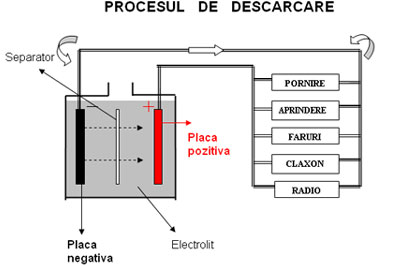 PROCESUL DE DESCARCARE
Separator
PORNIRE
APRINDERE
FARURI
CLAXON
RADIO
−
+
Placa
pozitiva
Placa
negativa
Electrolit